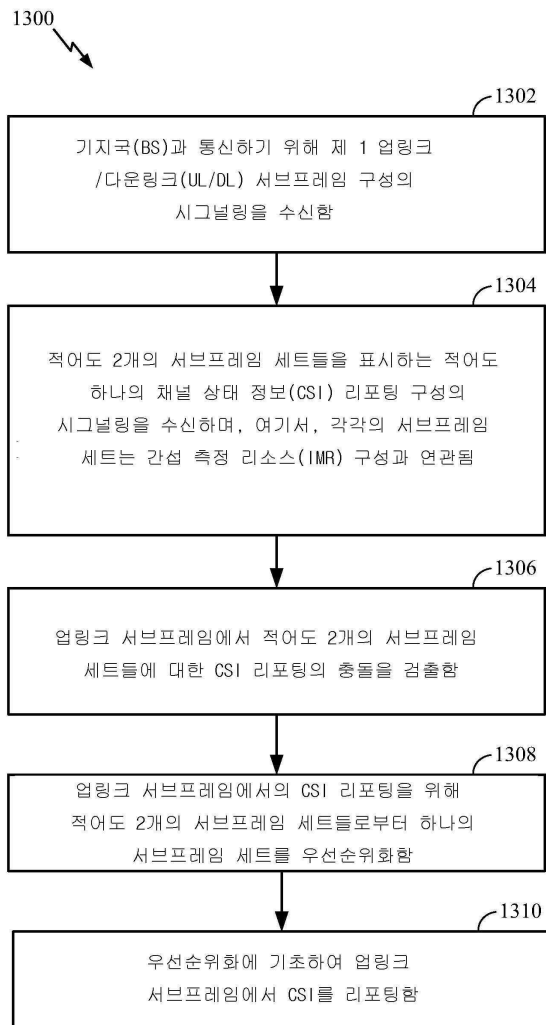 1300
1302
기지국(BS)과 통신하기 위해 제 1 업링크
/다운링크(UL/DL) 서브프레임 구성의
시그널링을 수신함
1304
적어도 2개의 서브프레임 세트들을 표시하는 적어도
하나의 채널 상태 정보(CSI) 리포팅 구성의
시그널링을 수신하며, 여기서, 각각의 서브프레임
세트는 간섭 측정 리소스(IMR) 구성과 연관됨
1306
업링크 서브프레임에서 적어도 2개의 서브프레임
세트들에 대한 CSI 리포팅의 충돌을 검출함
1308
업링크 서브프레임에서의 CSI 리포팅을 위해
적어도 2개의 서브프레임 세트들로부터 하나의
서브프레임 세트를 우선순위화함
1310
우선순위화에 기초하여 업링크
서브프레임에서 CSI를 리포팅함